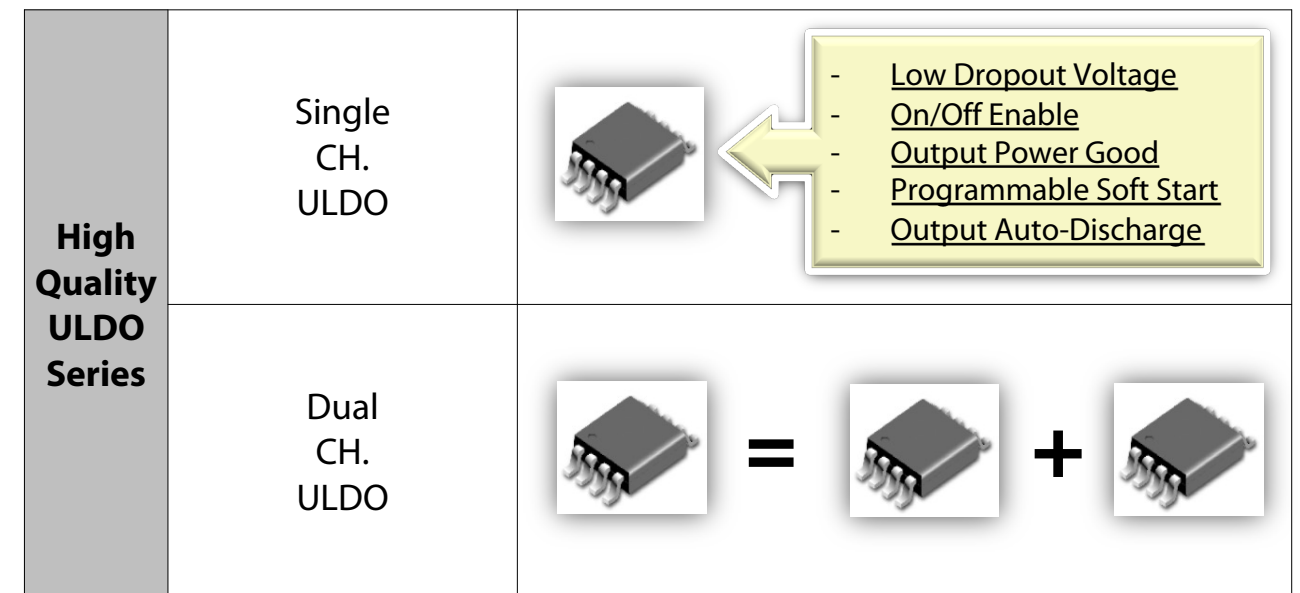 High
Quality
ULDO
Series
Single
CH.
ULDO
- Low Dropout Voltage
- On/Off Enable
- Output Power Good
- Programmable Soft Start
- Output Auto-Discharge
Dual
CH.
ULDO
= +